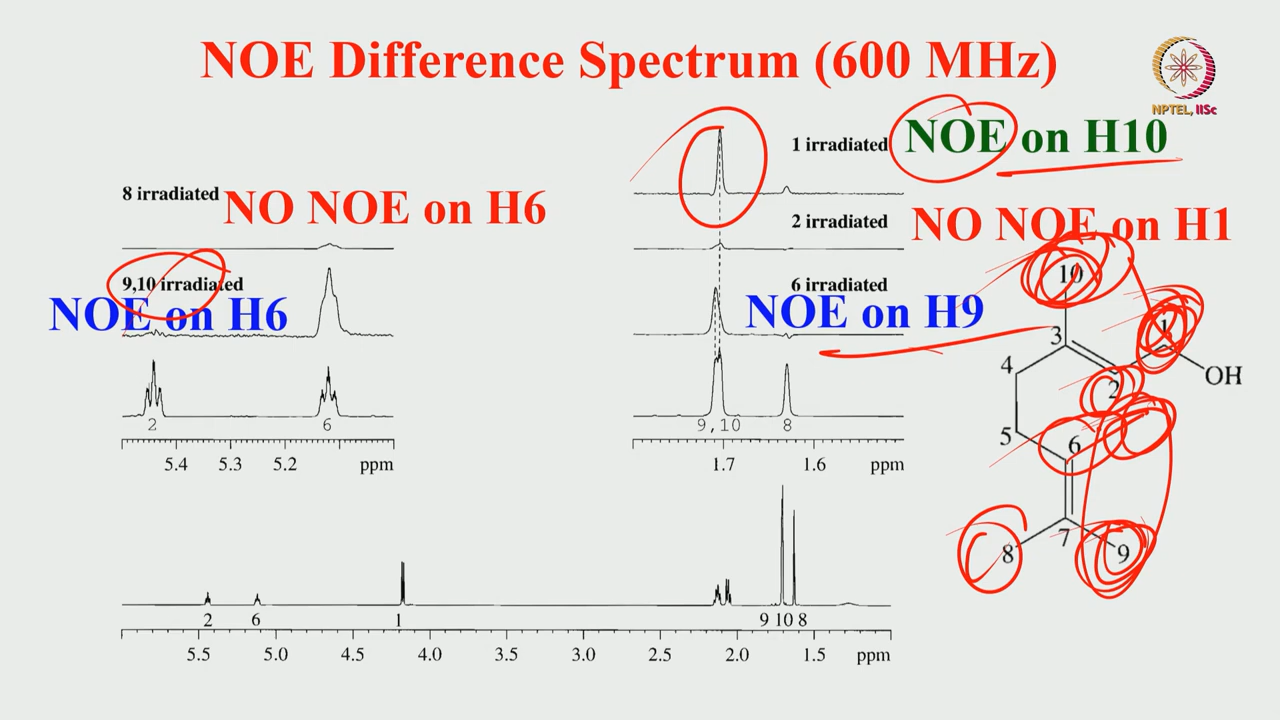 NOE Difference Spectrum (600 MHz)
NPTEL, IISc
1 irradiated NOE on H10
8 irradiated NO NOE on H6
2 irradiated NO NOE on H1
9,10 irradiated
NOE on H6
6 irradiated
NOE on H9
10
1
3
4
2
OH
5
6
7
8
9
2 6
5.4 5.3 5.2 ppm
9,10 8
1.7 1.6 ppm
2 6 1 9 10 8
5.5 5.0 4.5 4.0 3.5 3.0 2.5 2.0 1.5 ppm